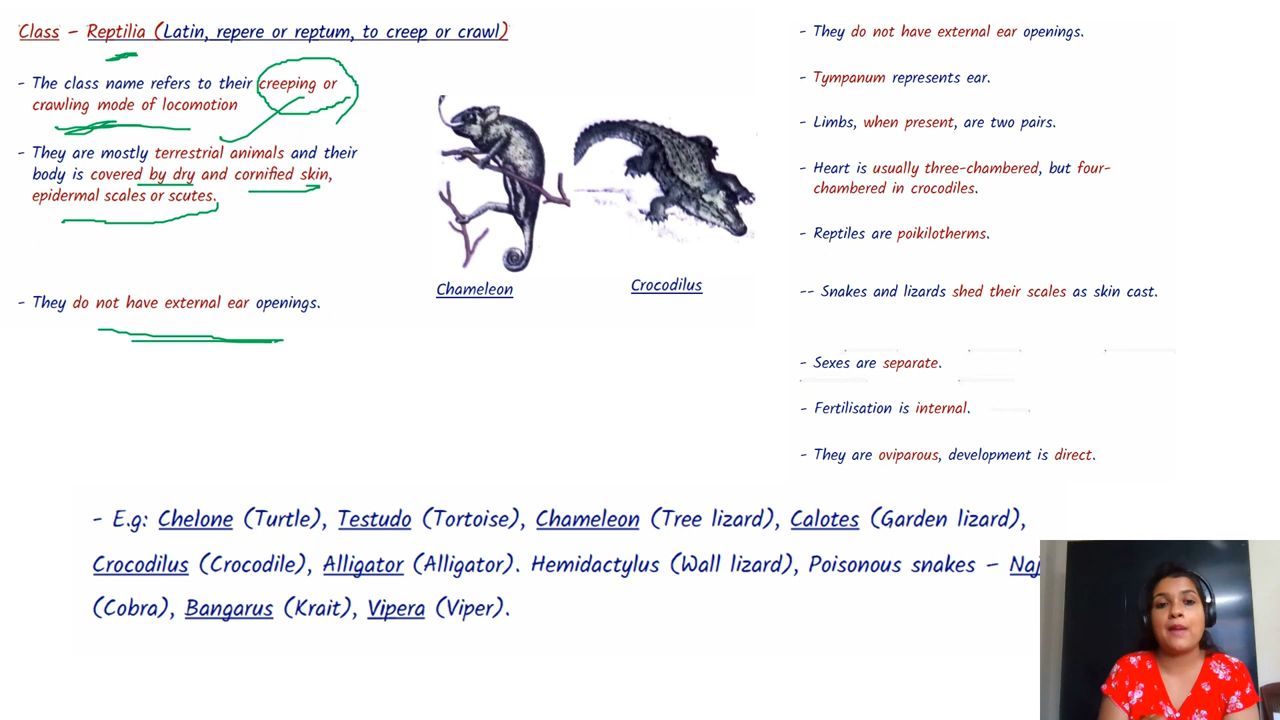 Class – Reptilia (Latin, repere or reptum, to creep or crawl)
- The class name refers to their creeping or
crawling mode of locomotion
- They are mostly terrestrial animals and their
body is covered by dry and cornified skin,
epidermal scales or scutes.
- They do not have external ear openings.
Chameleon
Crocodilus
- They do not have external ear openings.
- Tympanum represents ear.
- Limbs, when present, are two pairs.
- Heart is usually three-chambered, but four-
chambered in crocodiles.
- Reptiles are poikilotherms.
-- Snakes and lizards shed their scales as skin cast.
- Sexes are separate.
- Fertilisation is internal.
- They are oviparous, development is direct.
- E.g: Chelone (Turtle), Testudo (Tortoise), Chameleon (Tree lizard), Calotes (Garden lizard),
Crocodilus (Crocodile), Alligator (Alligator). Hemidactylus (Wall lizard), Poisonous snakes –
(Cobra), Bangarus (Krait), Vipera (Viper).